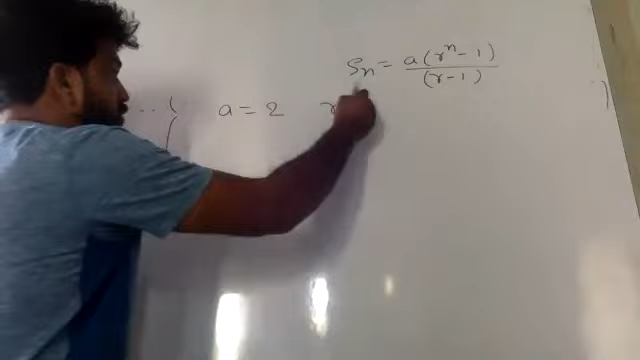 Sn = a(r^n - 1)
(r - 1)
a = 2 r